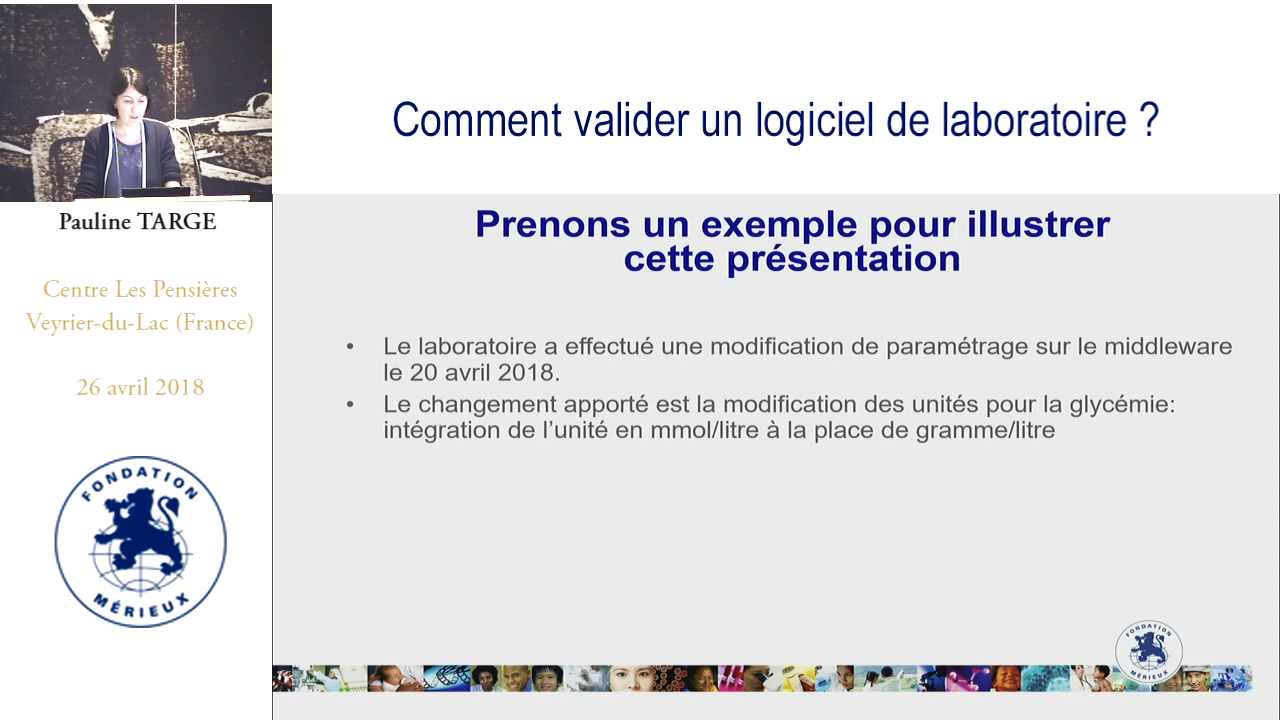 Comment valider un logiciel de laboratoire ?
Pauline TARGE
Centre Les Pensières
Veyrier-du-Lac (France)
26 avril 2018
FONDATION
MÉRIEUX
Prenons un exemple pour illustrer
cette présentation
• Le laboratoire a effectué une modification de paramétrage sur le middleware
le 20 avril 2018.
• Le changement apporté est la modification des unités pour la glycémie:
intégration de l’unité en mmol/litre à la place de gramme/litre
FONDATION
MÉRIEUX